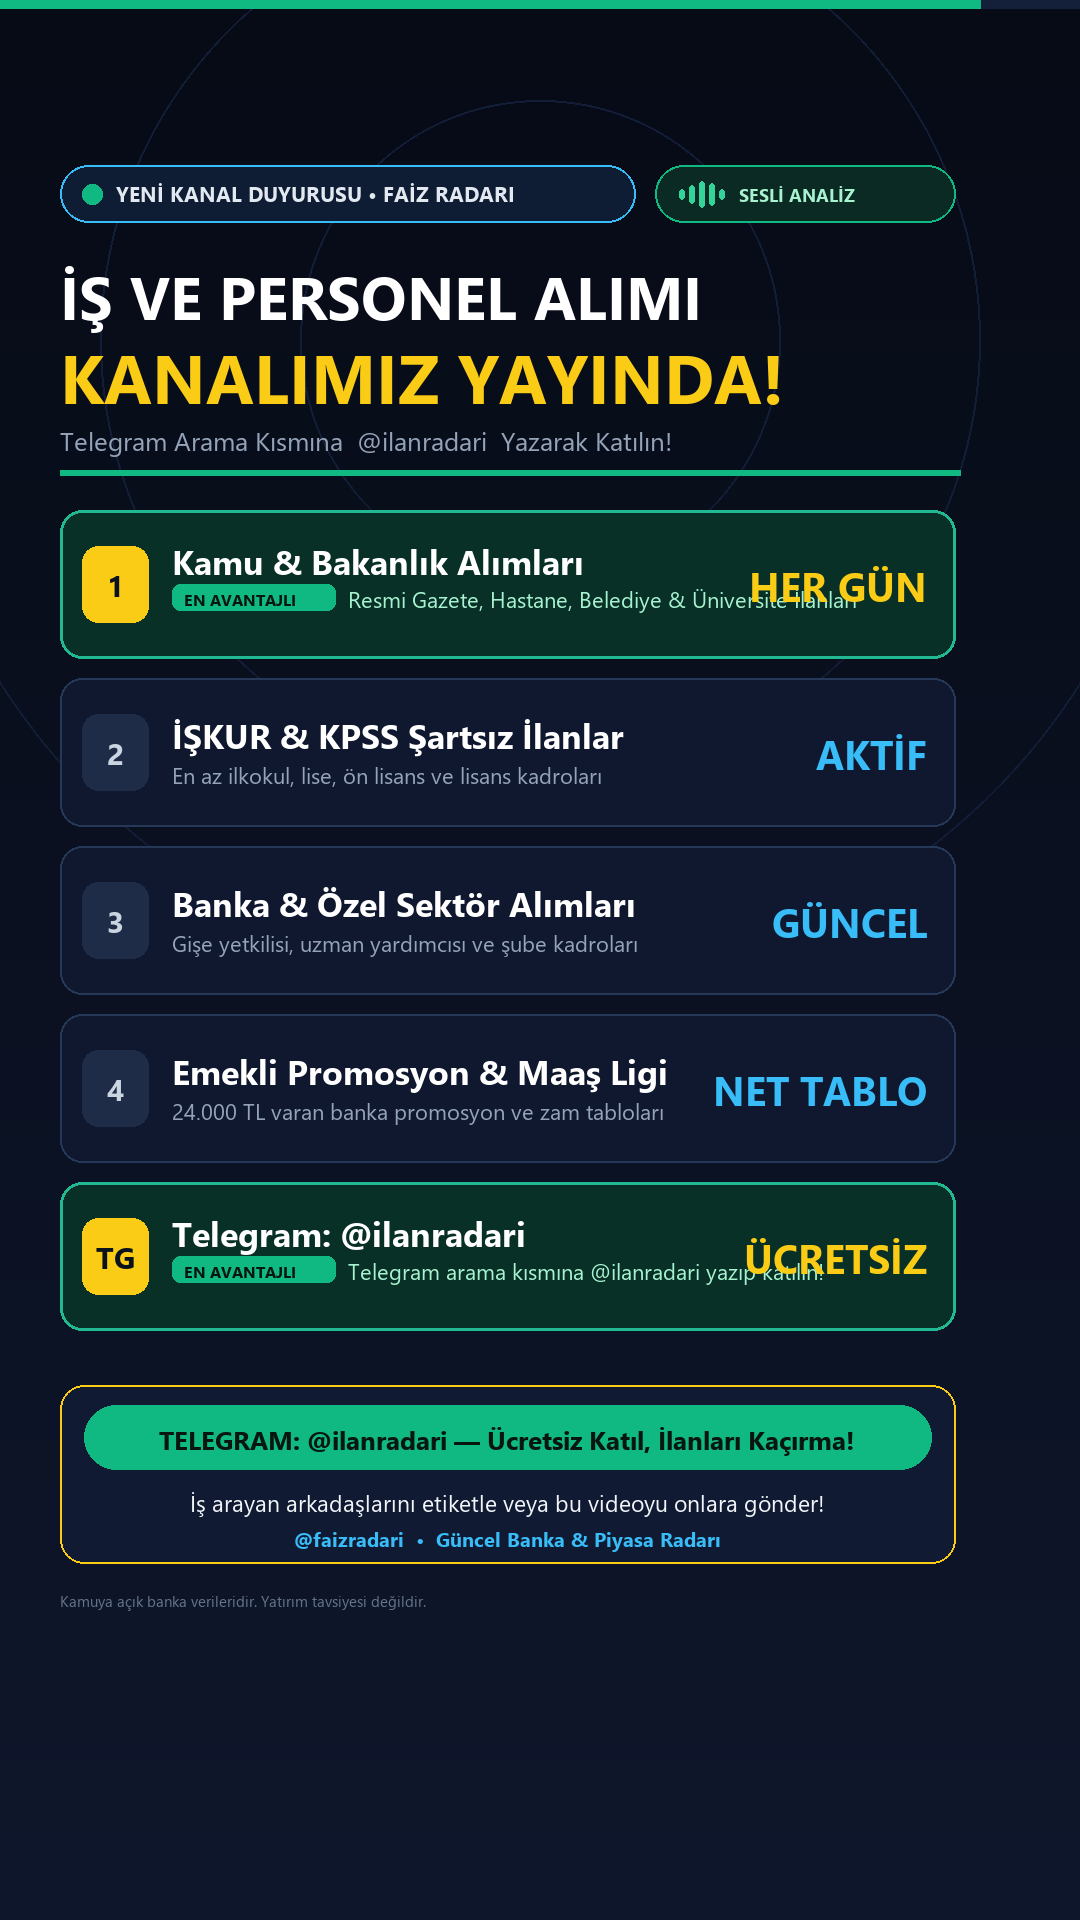 YENİ KANAL DUYURUSU • FAİZ RADARI
SESLİ ANALİZ
İŞ VE PERSONEL ALIMI
KANALIMIZ YAYINDA!
Telegram Arama Kısmına @ilanradari Yazarak Katılın!
1
Kamu & Bakanlık Alımları
EN AVANTAJLI
Resmi Gazete, Hastane, Belediye & Üniversite İlanları
HER GÜN
2
İŞKUR & KPSS Şartsız İlanlar
En az ilkokul, lise, ön lisans ve lisans kadroları
AKTİF
3
Banka & Özel Sektör Alımları
Gişe yetkilisi, uzman yardımcısı ve şube kadroları
GÜNCEL
4
Emekli Promosyon & Maaş Ligi
24.000 TL varan banka promosyon ve zam tabloları
NET TABLO
TG
Telegram: @ilanradari
EN AVANTAJLI
Telegram arama kısmına @ilanradari yazıp katılın!
ÜCRETSİZ
TELEGRAM: @ilanradari — Ücretsiz Katıl, İlanları Kaçırma!
İş arayan arkadaşlarını etiketle veya bu videoyu onlara gönder!
@faizradari • Güncel Banka & Piyasa Radarı
Kamuya açık banka verileridir. Yatırım tavsiyesi değildir.